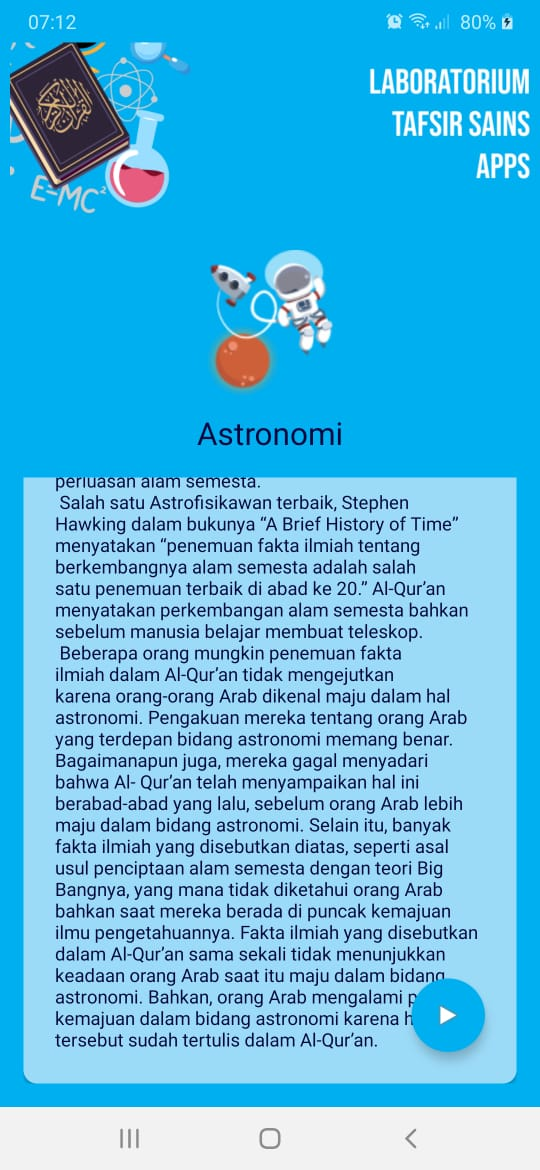 07:12
80%
LABORATORIUM
TAFSIR SAINS
APPS
E=MC²
Astronomi
perluasan alam semesta.
Salah satu Astrofisikawan terbaik, Stephen
Hawking dalam bukunya “A Brief History of Time”
menyatakan “penemuan fakta ilmiah tentang
berkembangnya alam semesta adalah salah
satu penemuan terbaik di abad ke 20.” Al-Qur’an
menyatakan perkembangan alam semesta bahkan
sebelum manusia belajar membuat teleskop.
Beberapa orang mungkin penemuan fakta
ilmiah dalam Al-Qur’an tidak mengejutkan
karena orang-orang Arab dikenal maju dalam hal
astronomi. Pengakuan mereka tentang orang Arab
yang terdepan bidang astronomi memang benar.
Bagaimanapun juga, mereka gagal menyadari
bahwa Al- Qur’an telah menyampaikan hal ini
berabad-abad yang lalu, sebelum orang Arab lebih
maju dalam bidang astronomi. Selain itu, banyak
fakta ilmiah yang disebutkan diatas, seperti asal
usul penciptaan alam semesta dengan teori Big
Bangnya, yang mana tidak diketahui orang Arab
bahkan saat mereka berada di puncak kemajuan
ilmu pengetahuannya. Fakta ilmiah yang disebutkan
dalam Al-Qur’an sama sekali tidak menunjukkan
keadaan orang Arab saat itu maju dalam bidang
astronomi. Bahkan, orang Arab mengalami p
kemajuan dalam bidang astronomi karena h
tersebut sudah tertulis dalam Al-Qur’an.